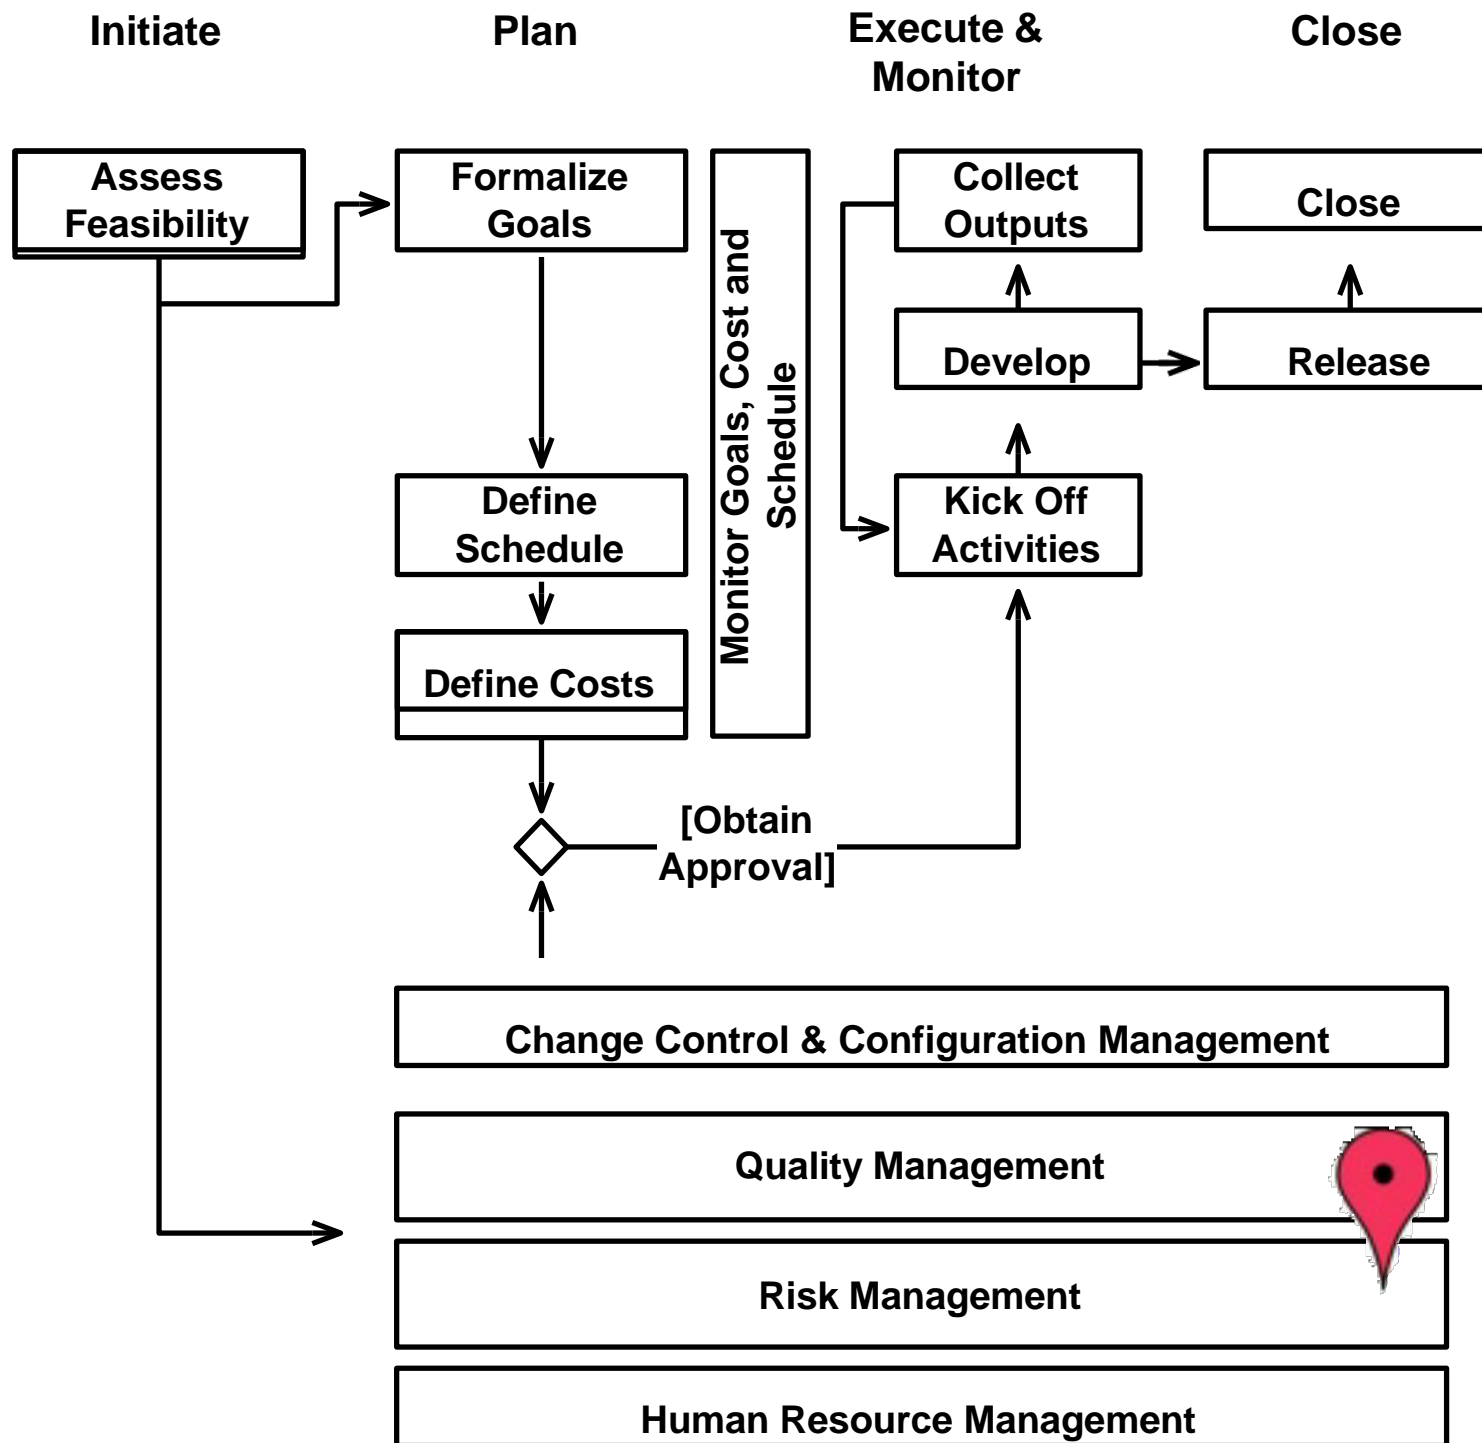 Initiate
Plan
Execute &
Monitor
Close
Assess
Feasibility
Formalize
Goals
Monitor Goals, Cost and
Schedule
Collect
Outputs
Close
Develop
Release
Define
Schedule
Kick Off
Activities
Define Costs
[Obtain
Approval]
Change Control & Configuration Management
Quality Management
Risk Management
Human Resource Management